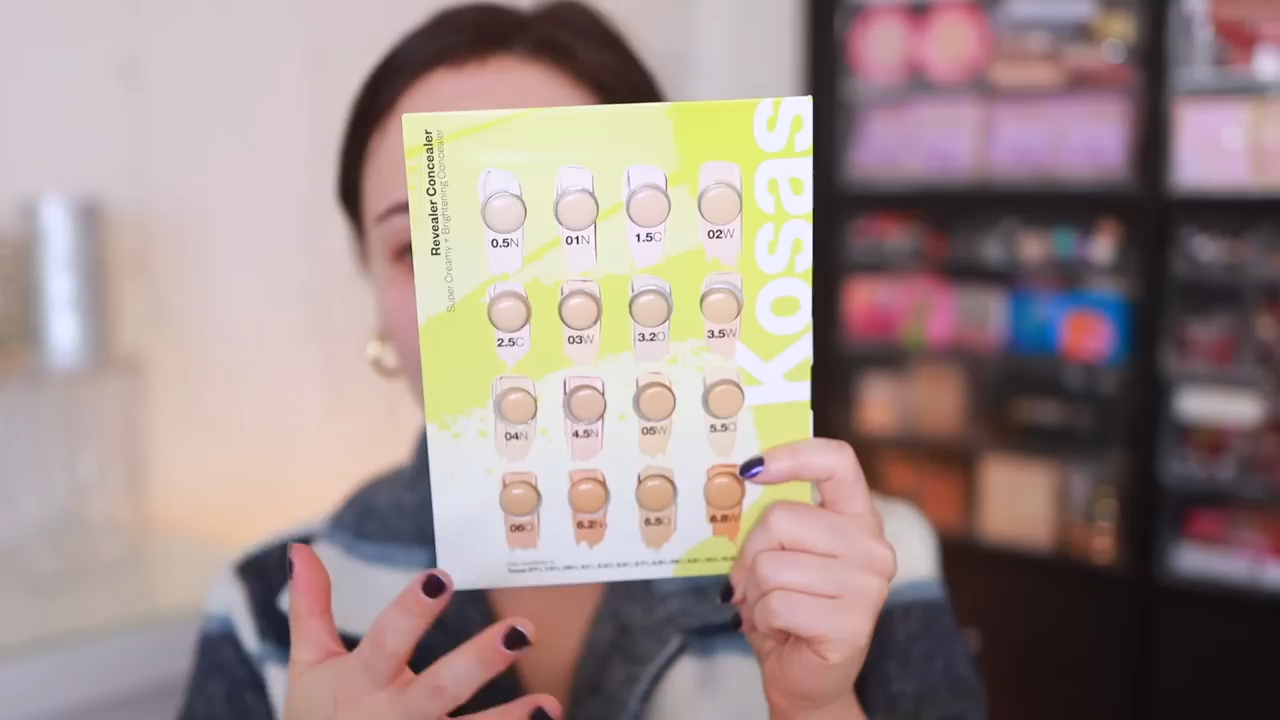 Revealer Concealer
Super Creamy + Brightening Concealer
Kosas
0.5N
01N
1.5C
02W
2.5C
03W
3.2O
3.5W
04N
4.5N
05W
5.5O
06O
6.2N
6.5O
6.8W